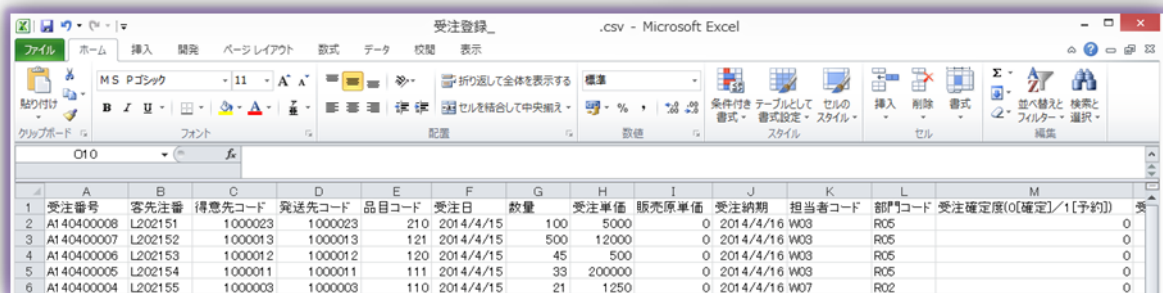 受注登録_ .csv - Microsoft Excel
ファイル ホーム 挿入 開発 ページ レイアウト 数式 データ 校閲 表示
MS Pゴシック 11 折り返して全体を表示する 標準
貼り付け B I U A セルを結合して中央揃え % , 条件付き書式 テーブルとして書式設定 セルのスタイル 挿入 削除 書式 Σ 並べ替えとフィルター 検索と選択
クリップボード フォント 配置 数値 スタイル セル 編集
O10 fx
A B C D E F G H I J K L M
1 受注番号 客先注番 得意先コード 発送先コード 品目コード 受注日 数量 受注単価 販売原単価 受注納期 担当者コード 部門コード 受注確定度(0[確定]/1[予約]) 受
2 A140400008 L202151 1000023 1000023 210 2014/4/15 100 5000 0 2014/4/16 W03 R05 0
3 A140400007 L202152 1000013 1000013 121 2014/4/15 500 12000 0 2014/4/16 W03 R05 0
4 A140400006 L202153 1000012 1000012 120 2014/4/15 45 500 0 2014/4/16 W03 R05 0
5 A140400005 L202154 1000011 1000011 111 2014/4/15 33 200000 0 2014/4/16 W03 R05 0
6 A140400004 L202155 1000003 1000003 110 2014/4/15 21 1250 0 2014/4/16 W07 R02 0